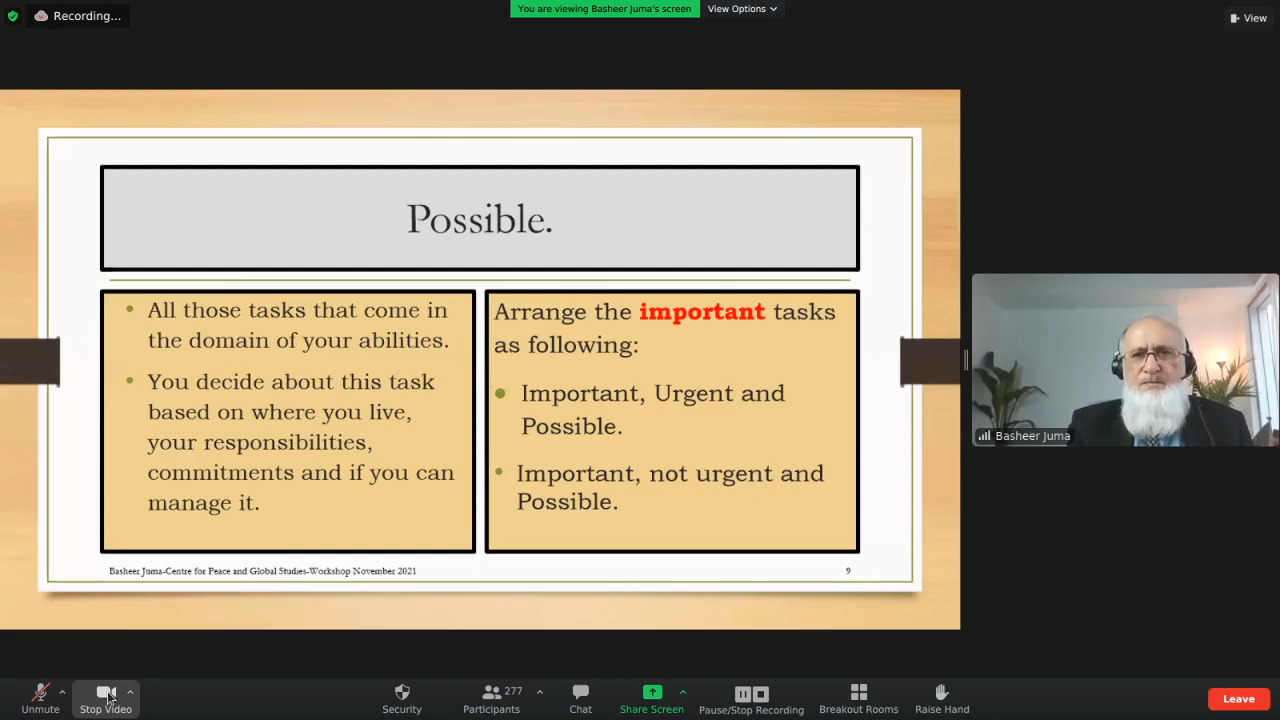 Recording...
You are viewing Basheer Juma's screen
View Options
View
Possible.
• All those tasks that come in
the domain of your abilities.
• You decide about this task
based on where you live,
your responsibilities,
commitments and if you can
manage it.
Arrange the important tasks
as following:
• Important, Urgent and
Possible.
• Important, not urgent and
Possible.
Basheer Juma-Centre for Peace and Global Studies-Workshop November 2021
9
Basheer Juma
Unmute
Stop Video
Security
277
Participants
Chat
Share Screen
Pause/Stop Recording
Breakout Rooms
Raise Hand
Leave